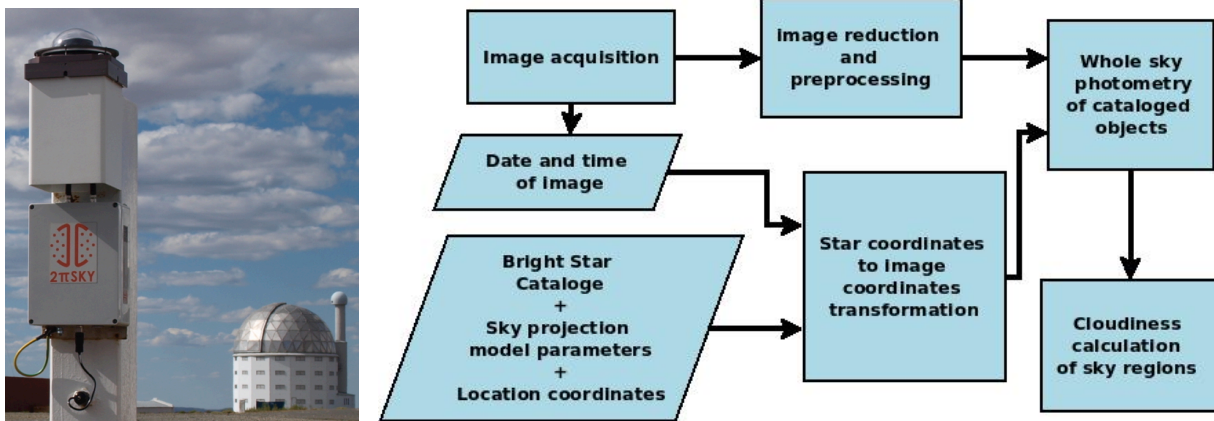 2πSKY
Image acquisition
image reduction
and
preprocessing
Whole sky
photometry
of cataloged
objects
Date and time
of image
Bright Star
Cataloge
+
Sky projection
model parameters
+
Location coordinates
Star coordinates
to image
coordinates
transformation
Cloudiness
calculation
of sky regions